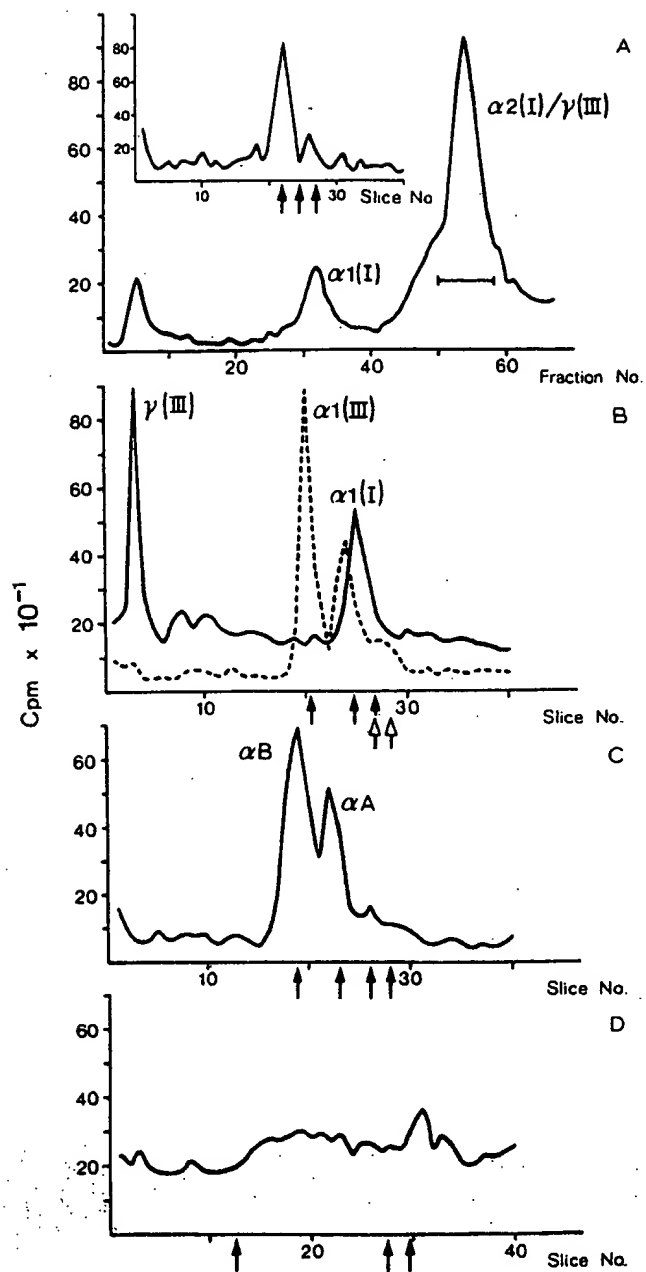 A
80
60
40
20
10
30
Slice No
α2(I)/γ(III)
80
60
40
20
α1(I)
20
40
60
Fraction No.
B
γ(III)
α1(III)
α1(I)
80
60
40
20
10
30
Slice No.
Cpm x 10⁻¹
C
αB
αA
60
40
20
10
30
Slice No.
D
60
40
20
20
40
Slice No.